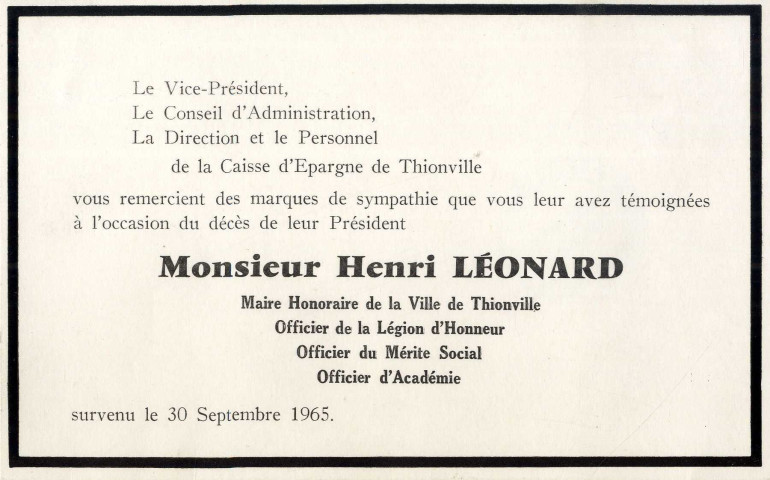 Le Vice-Président,
Le Conseil d'Administration,
La Direction et le Personnel
de la Caisse d'Epargne de Thionville
vous remercient des marques de sympathie que vous leur avez témoignées
à l'occasion du décès de leur Président
Monsieur Henri LÉONARD
Maire Honoraire de la Ville de Thionville
Officier de la Légion d'Honneur
Officier du Mérite Social
Officier d'Académie
survenu le 30 Septembre 1965.